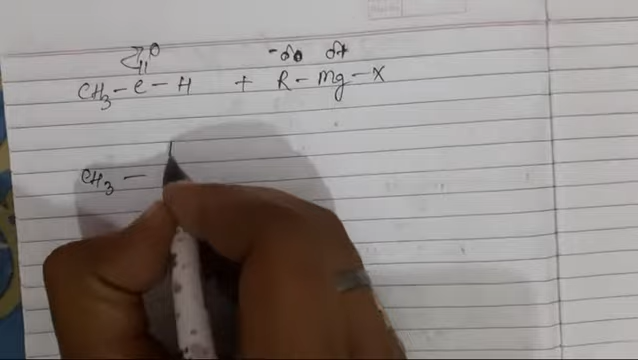 O -δ δ+
CH₃ - C - H + R - Mg - X
CH₃ -